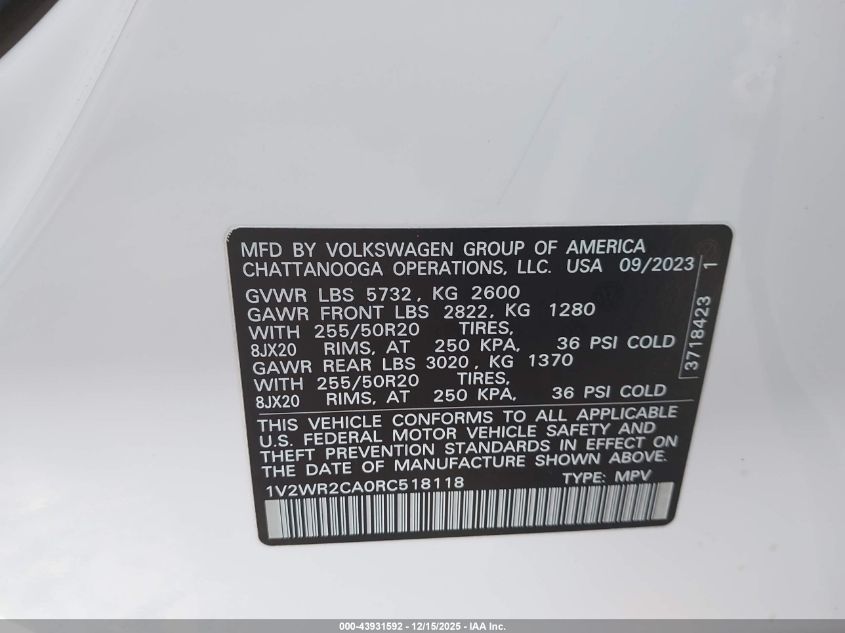 MFD BY VOLKSWAGEN GROUP OF AMERICA
CHATTANOOGA OPERATIONS, LLC. USA 09/2023
GVWR LBS 5732, KG 2600
GAWR FRONT LBS 2822, KG 1280
WITH 255/50R20 TIRES,
8JX20 RIMS, AT 250 KPA, 36 PSI COLD
GAWR REAR LBS 3020, KG 1370
WITH 255/50R20 TIRES,
8JX20 RIMS, AT 250 KPA, 36 PSI COLD
THIS VEHICLE CONFORMS TO ALL APPLICABLE
U.S. FEDERAL MOTOR VEHICLE SAFETY AND
THEFT PREVENTION STANDARDS IN EFFECT ON
THE DATE OF MANUFACTURE SHOWN ABOVE.
1V2WR2CA0RC518118 TYPE: MPV
3718423 1
000-43931592 - 12/15/2025 - IAA Inc.